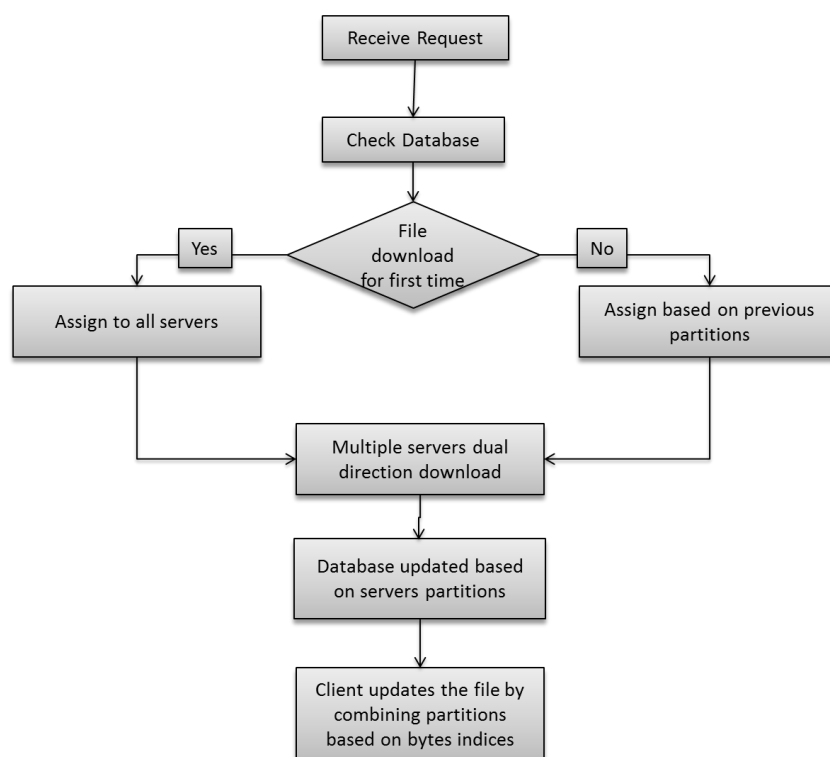 Receive Request
Check Database
File
download
for first time
Yes
No
Assign to all servers
Assign based on previous
partitions
Multiple servers dual
direction download
Database updated based
on servers partitions
Client updates the file by
combining partitions
based on bytes indices